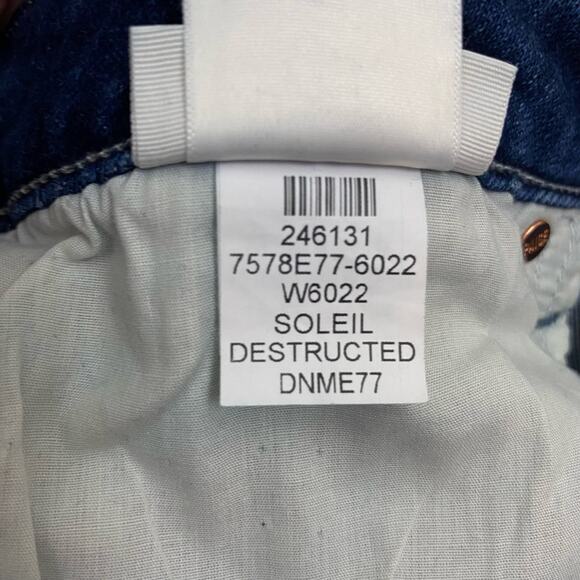 246131
7578E77-6022
W6022
SOLEIL
DESTRUCTED
DNME77